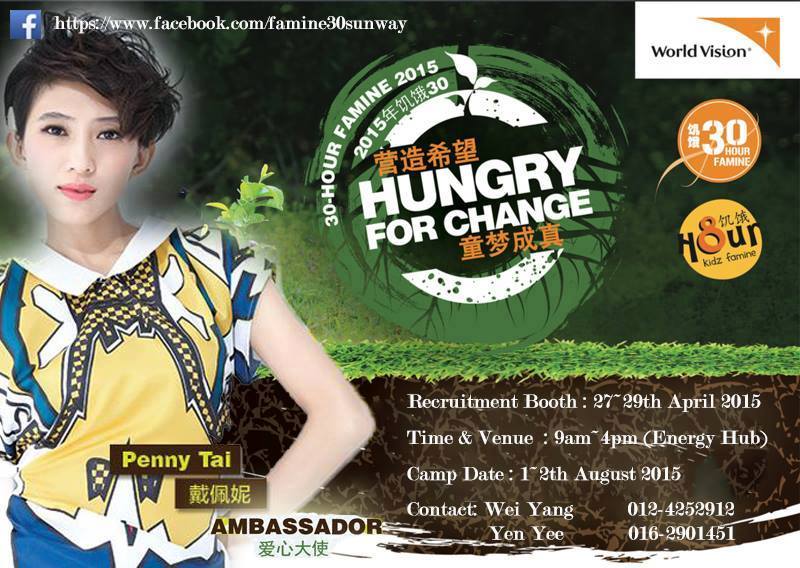 https://www.facebook.com/famine30sunway
World Vision®
30-HOUR FAMINE 2015
2015年饥饿30
营造希望
HUNGRY
FOR CHANGE
童梦成真
饥饿 30
HOUR
FAMINE
饥饿
H8ur
kidz famine
Recruitment Booth : 27~29th April 2015
Time & Venue : 9am~4pm (Energy Hub)
Camp Date : 1~2th August 2015
Contact: Wei Yang 012-4252912
Yen Yee 016-2901451
Penny Tai
戴佩妮
AMBASSADOR
爱心大使